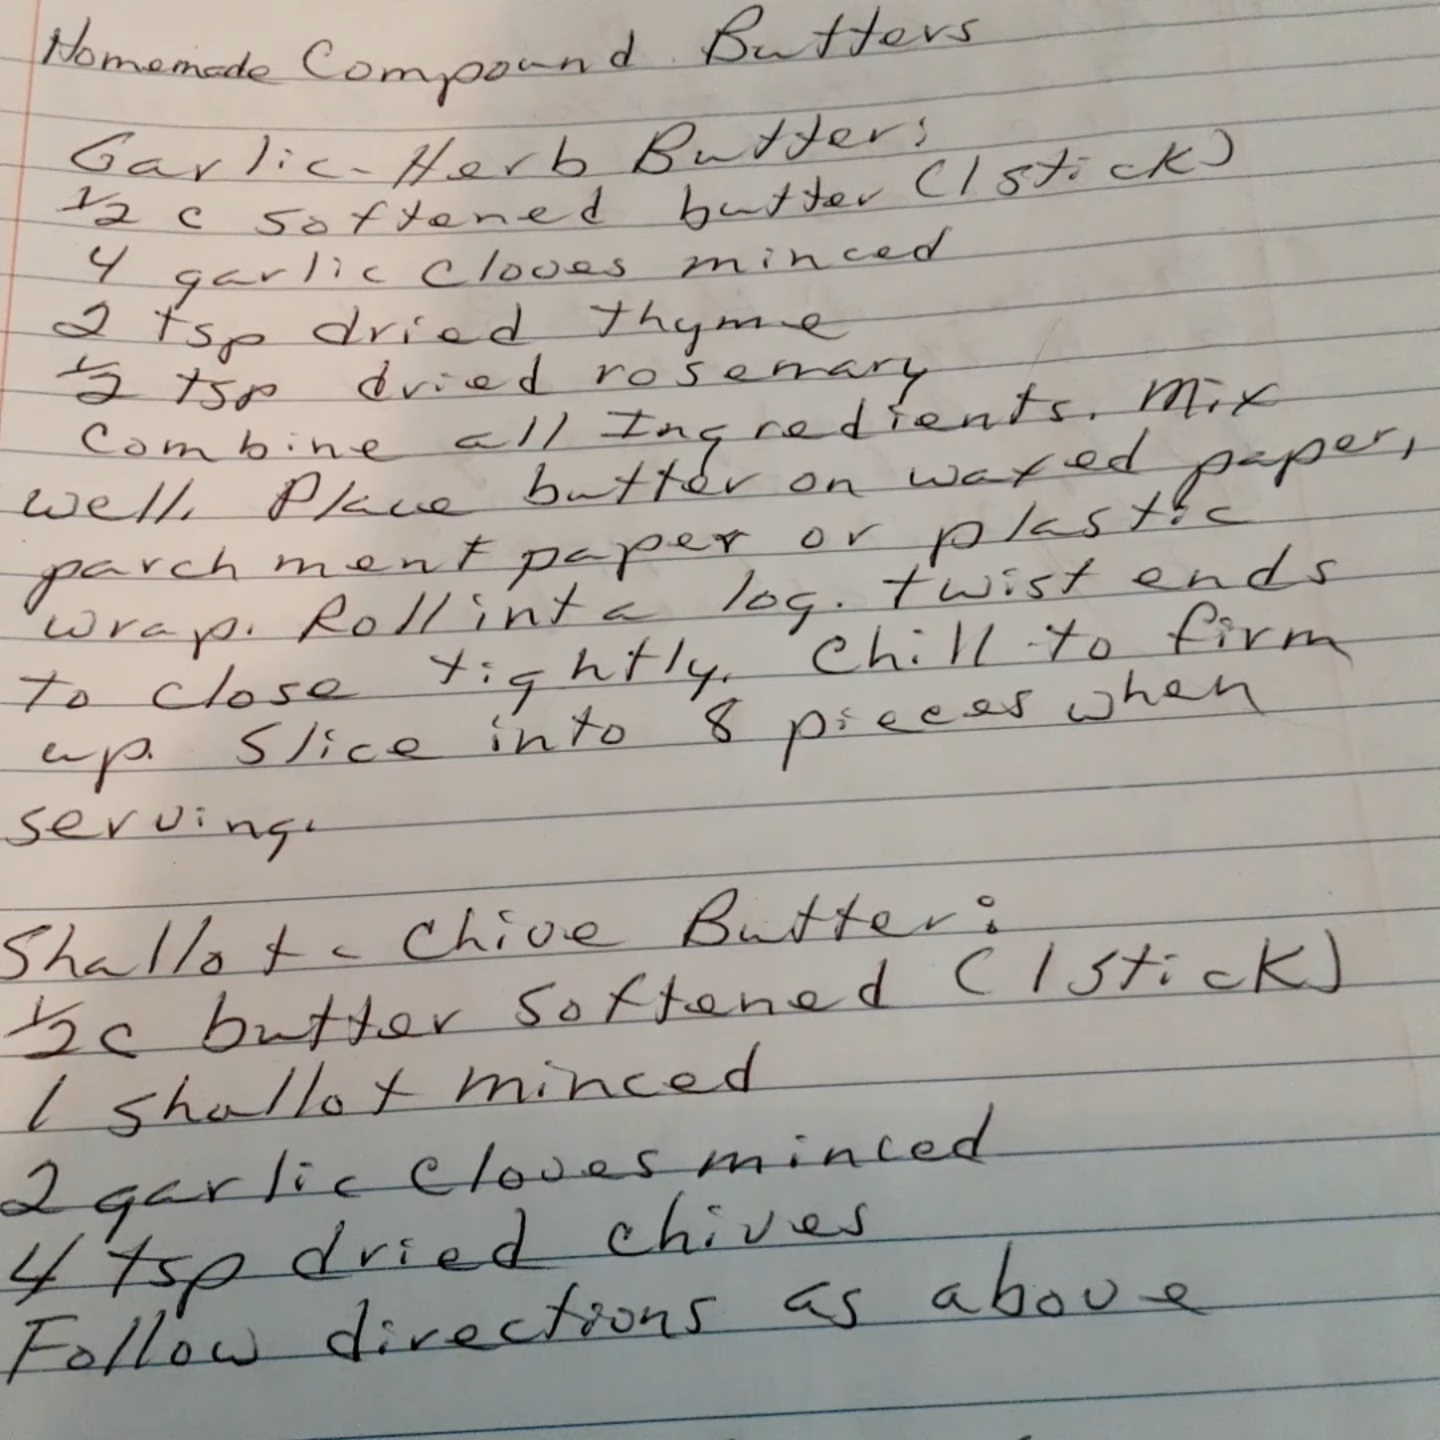 Homemade Compound Butters
Garlic-Herb Butter:
1/2 c softened butter (1 stick)
4 garlic cloves minced
2 tsp dried thyme
1/2 tsp dried rosemary
Combine all Ingredients. Mix
well. Place butter on waxed paper,
parchment paper or plastic
wrap. Roll into log. twist ends
to close tightly. Chill to firm
up. Slice into 8 pieces when
serving.
Shallot-Chive Butter:
1/2 c butter softened (1 stick)
1 shallot minced
2 garlic cloves minced
4 tsp dried chives
Follow directions as above